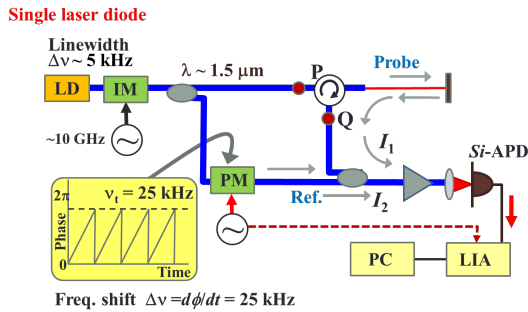 Single laser diode
Linewidth
Δν~ 5 kHz
λ ~ 1.5 μm
P
Probe
LD
IM
~10 GHz
Q
I₁
Si-APD
PM
Ref.
I₂
2π
νₜ = 25 kHz
Phase
0
Time
PC
LIA
Freq. shift Δν =dϕ/dt = 25 kHz